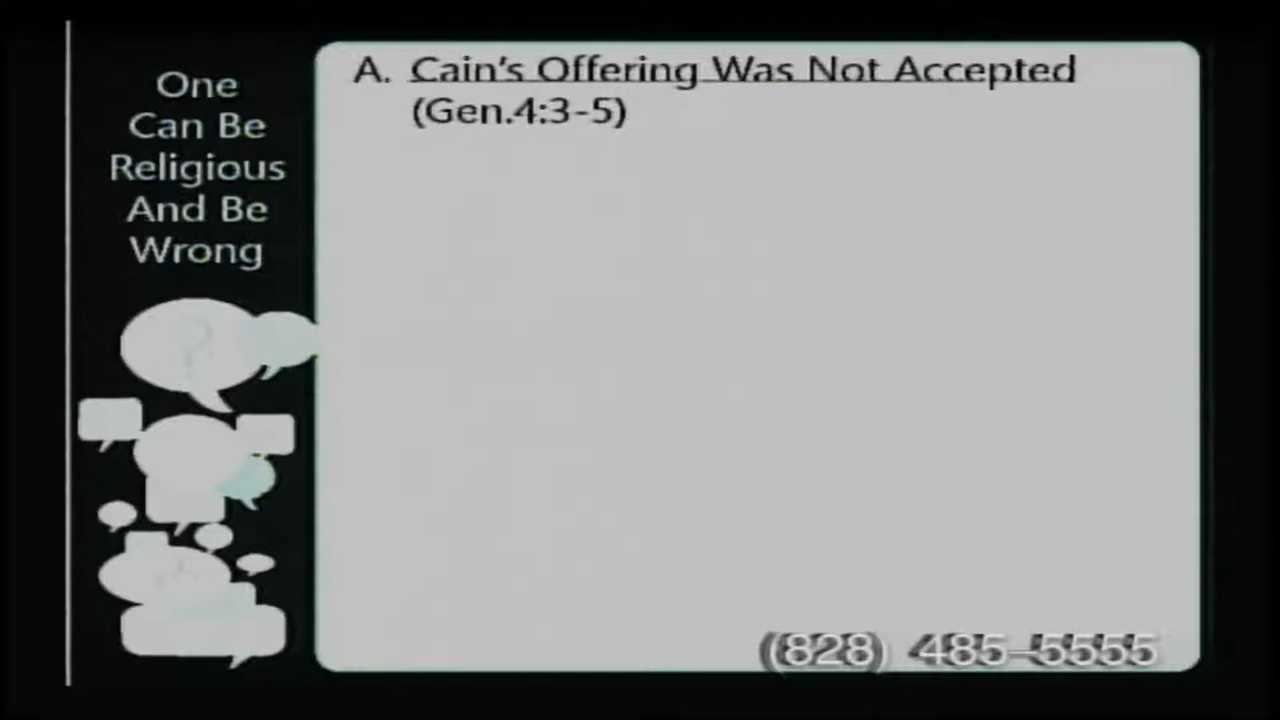 One
Can Be
Religious
And Be
Wrong
A. Cain's Offering Was Not Accepted
(Gen.4:3-5)
?
(828) 485-5555